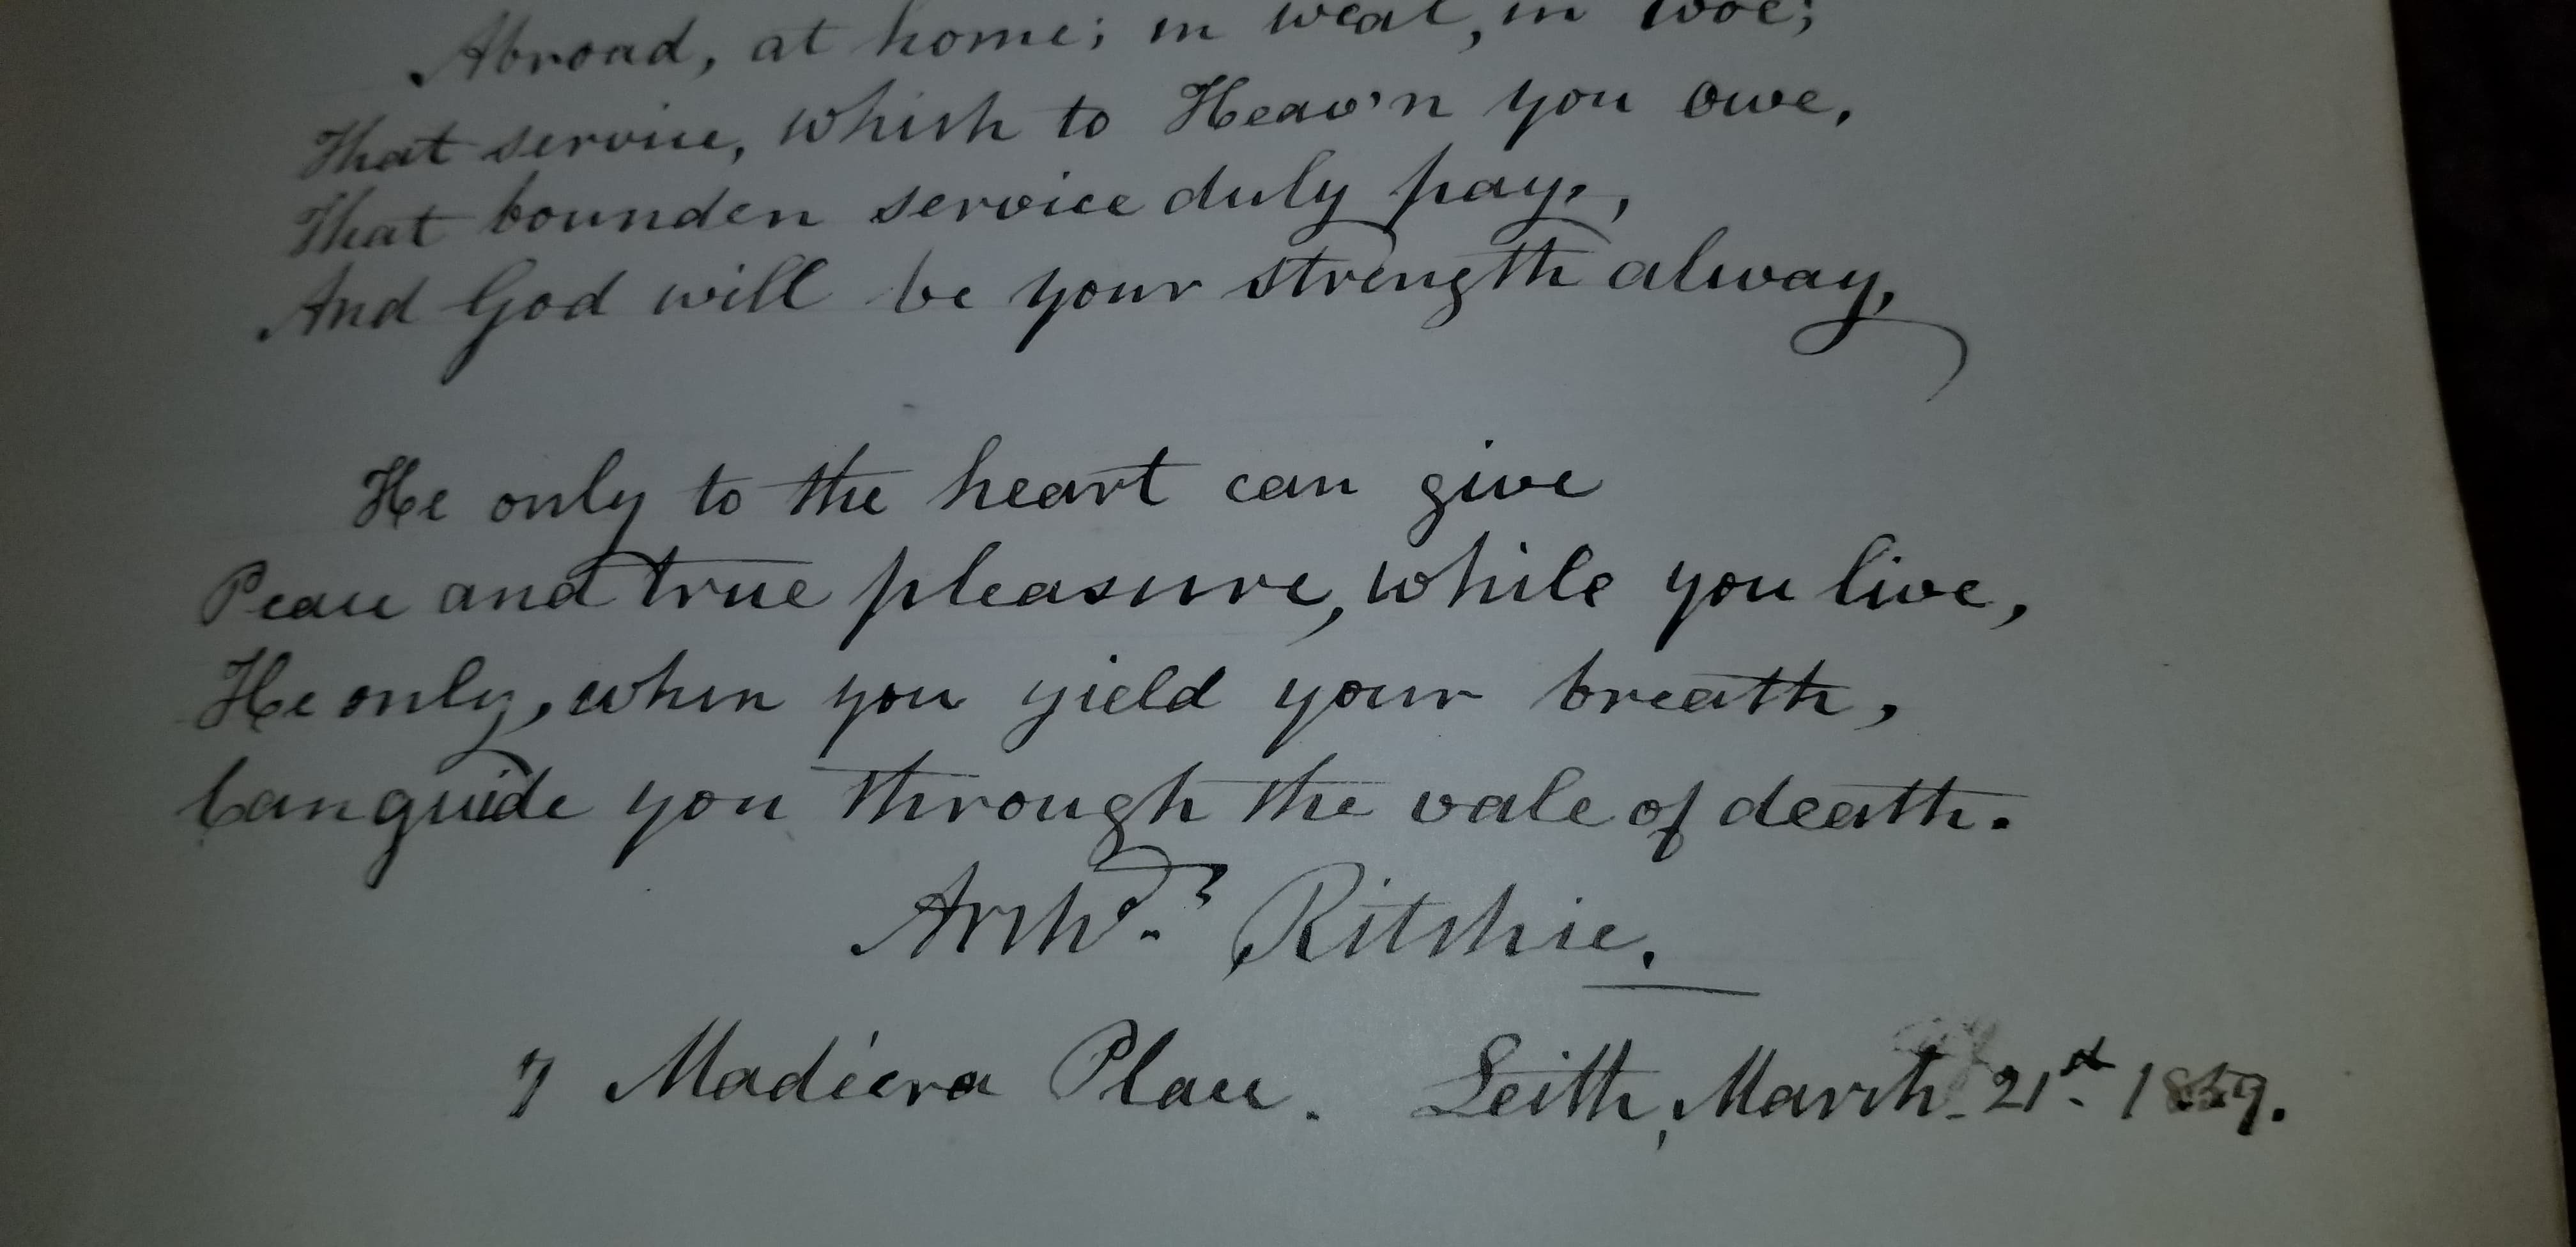 Abroad, at home; in weal, in woe;
That service, which to Heav'n you owe,
That bounden service duly pay,
And God will be your strength alway,
He only to the heart can give
Peace and true pleasure, while you live,
He only, when you yield your breath,
Can guide you through the vale of death.
Archd. Ritchie.
7 Madiera Place. Leith, March 21st